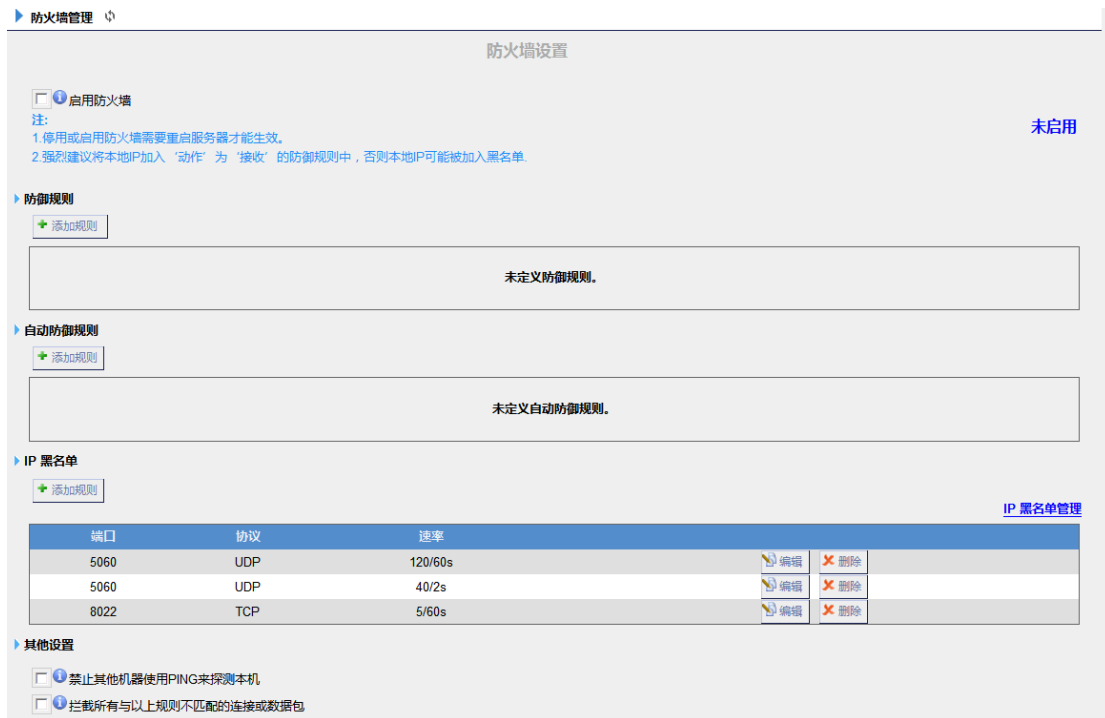 防火墙管理
防火墙设置
启用防火墙
注:
1.停用或启用防火墙需要重启服务器才能生效。
未启用
2.强烈建议将本地IP加入‘动作’为‘接收’的防御规则中，否则本地IP可能被加入黑名单.
防御规则
添加规则
未定义防御规则。
自动防御规则
添加规则
未定义自动防御规则。
IP 黑名单
添加规则
IP 黑名单管理
端口 协议 速率
5060 UDP 120/60s 编辑 删除
5060 UDP 40/2s 编辑 删除
8022 TCP 5/60s 编辑 删除
其他设置
禁止其他机器使用PING来探测本机
拦截所有与以上规则不匹配的连接或数据包